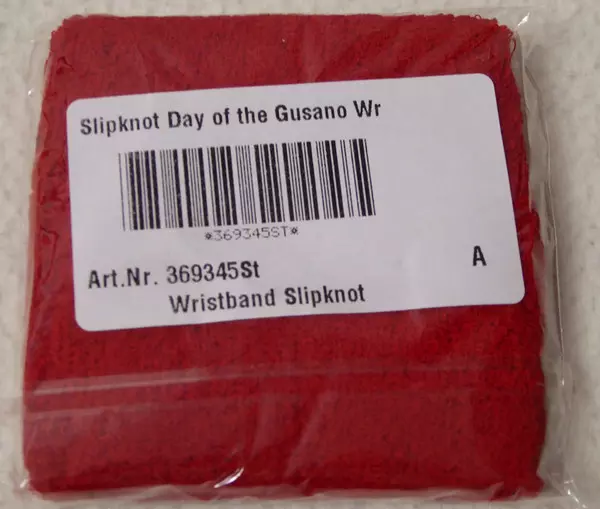 Slipknot Day of the Gusano Wr
*369345ST*
Art.Nr. 369345St
A
Wristband Slipknot